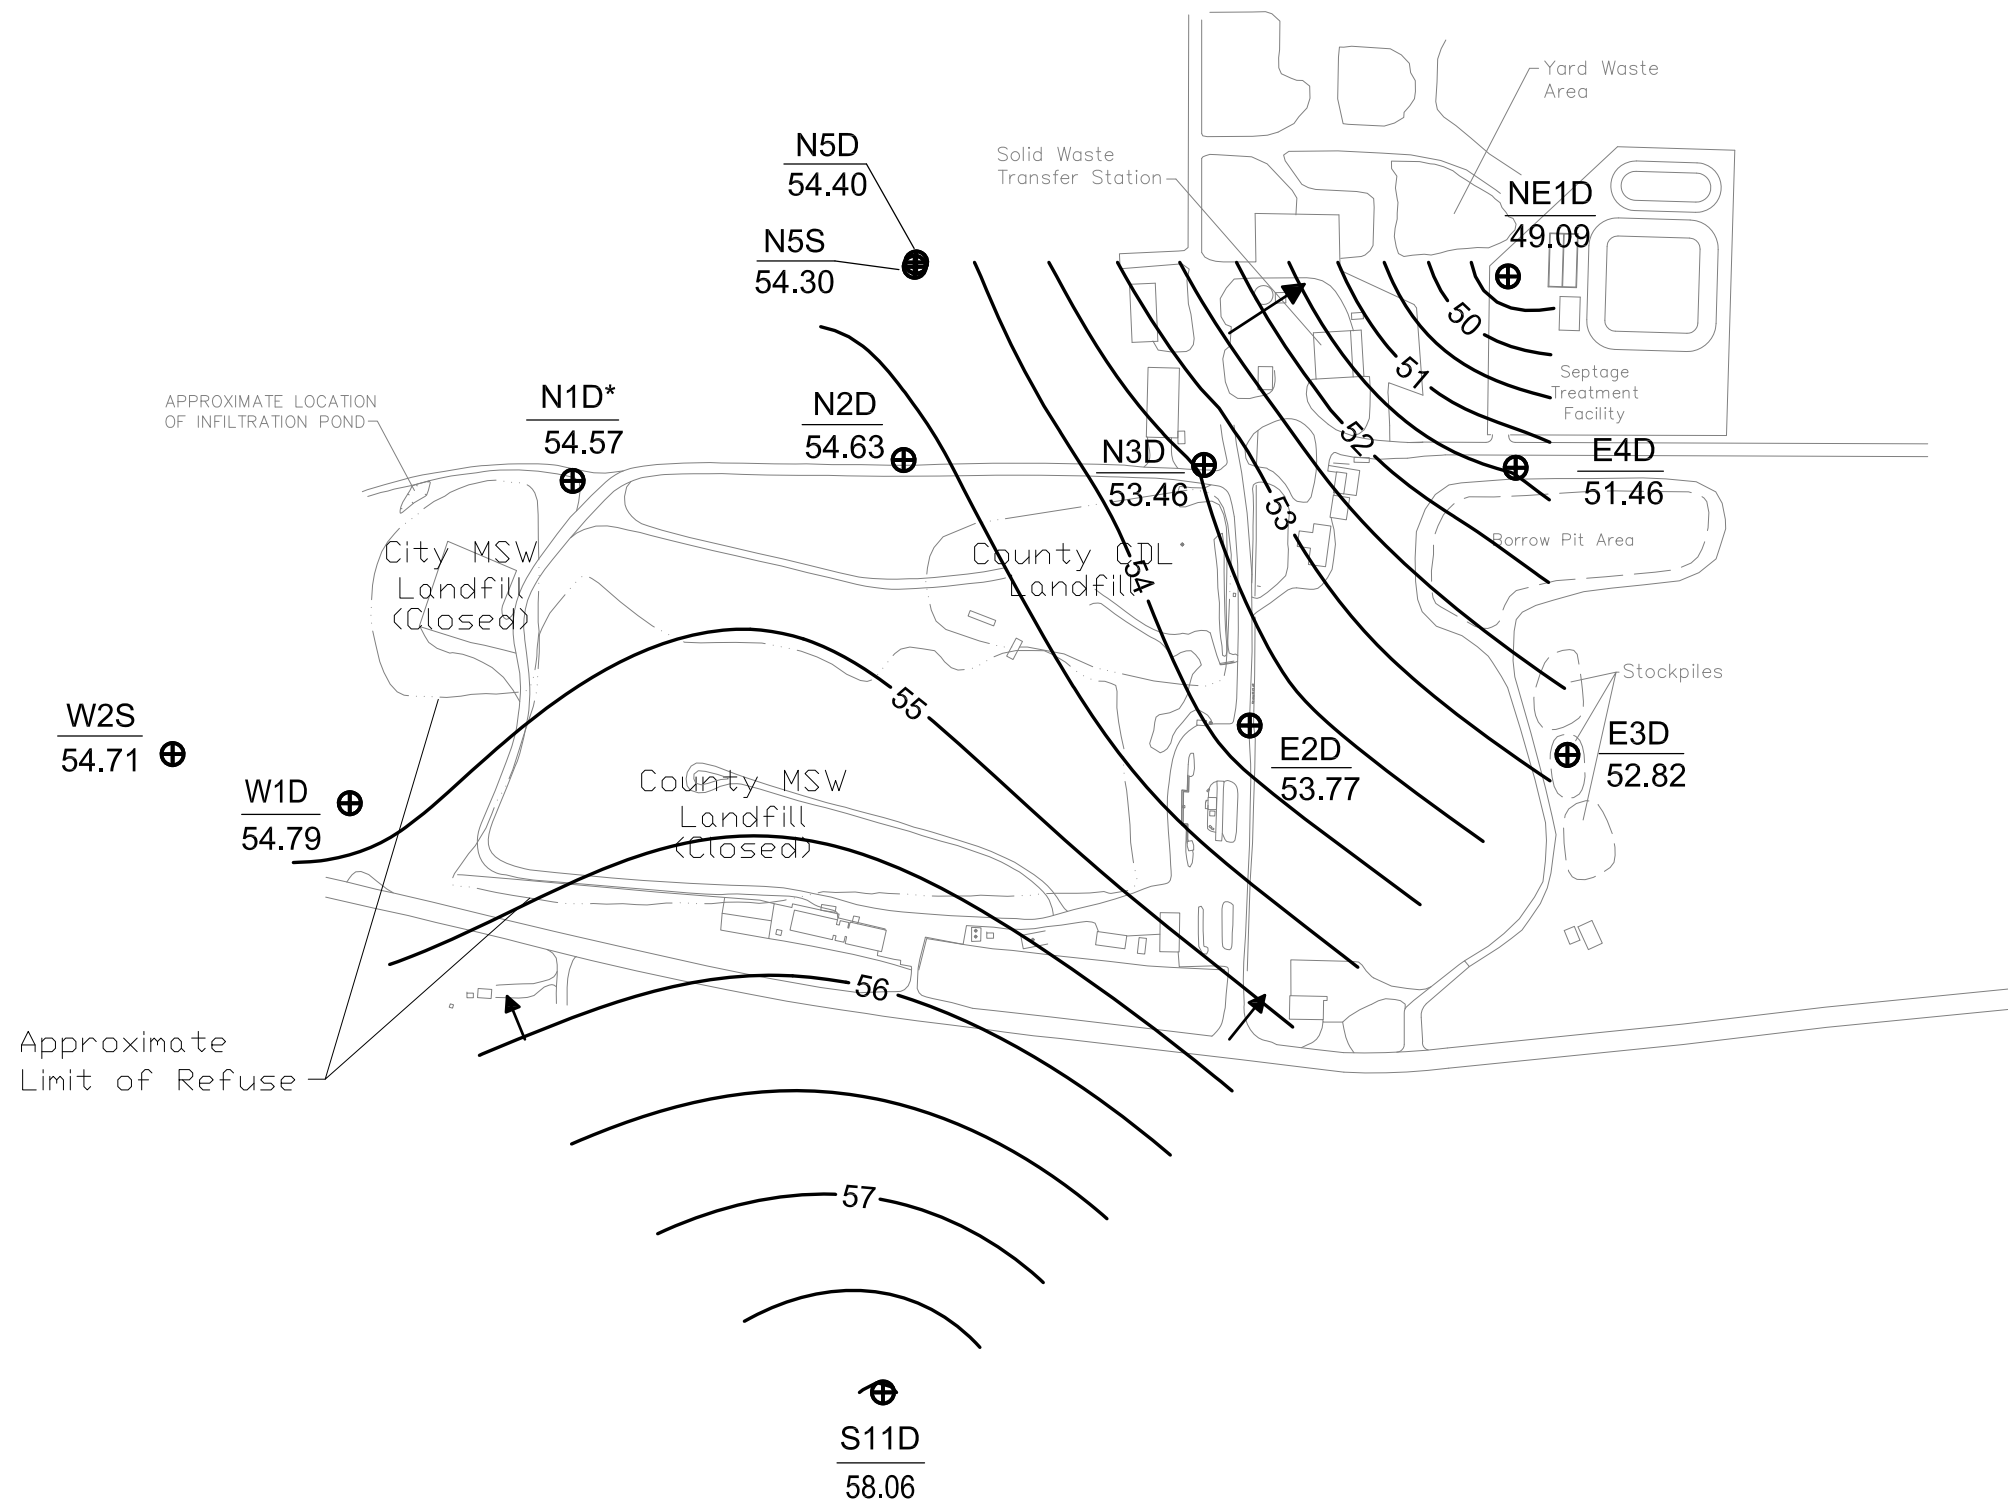 Yard Waste
Area
N5D
54.40
Solid Waste
Transfer Station
NE1D
49.09
N5S
54.30
50
51
Septage
Treatment
Facility
APPROXIMATE LOCATION
OF INFILTRATION POND
N1D*
54.57
N2D
54.63
52
N3D
53.46
E4D
51.46
53
Borrow Pit Area
City MSW
Landfill
(Closed)
County CDL
Landfill
54
Stockpiles
55
W2S
54.71
W1D
54.79
County MSW
Landfill
(Closed)
E2D
53.77
E3D
52.82
56
Approximate
Limit of Refuse
57
S11D
58.06